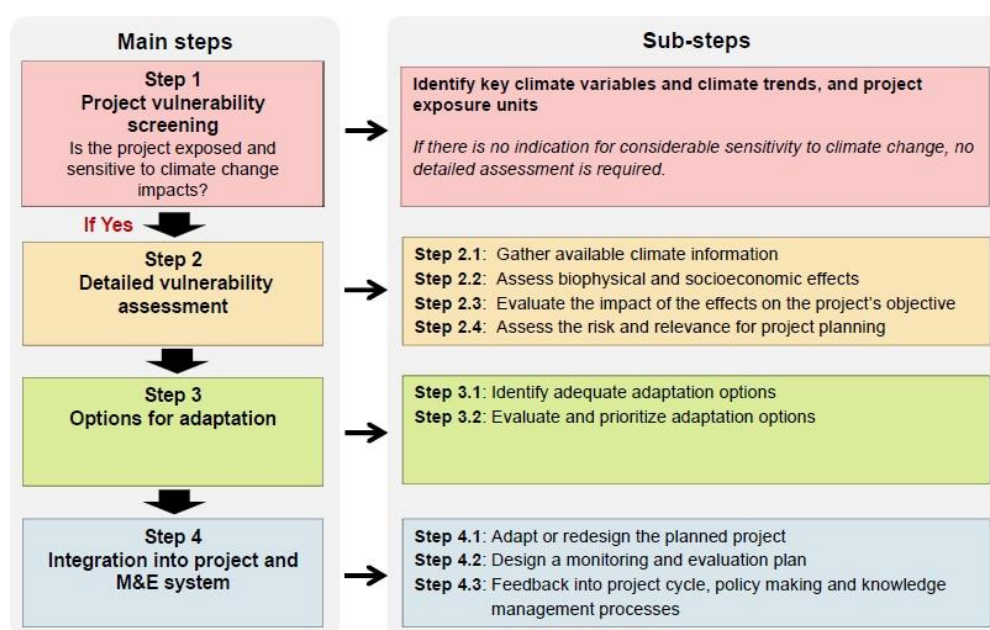 Main steps
Step 1
Project vulnerability
screening
Is the project exposed and
sensitive to climate change
impacts?
If Yes
Step 2
Detailed vulnerability
assessment
Step 3
Options for adaptation
Step 4
Integration into project and
M&E system
Sub-steps
Identify key climate variables and climate trends, and project
exposure units
If there is no indication for considerable sensitivity to climate change, no
detailed assessment is required.
Step 2.1: Gather available climate information
Step 2.2: Assess biophysical and socioeconomic effects
Step 2.3: Evaluate the impact of the effects on the project's objective
Step 2.4: Assess the risk and relevance for project planning
Step 3.1: Identify adequate adaptation options
Step 3.2: Evaluate and prioritize adaptation options
Step 4.1: Adapt or redesign the planned project
Step 4.2: Design a monitoring and evaluation plan
Step 4.3: Feedback into project cycle, policy making and knowledge
management processes